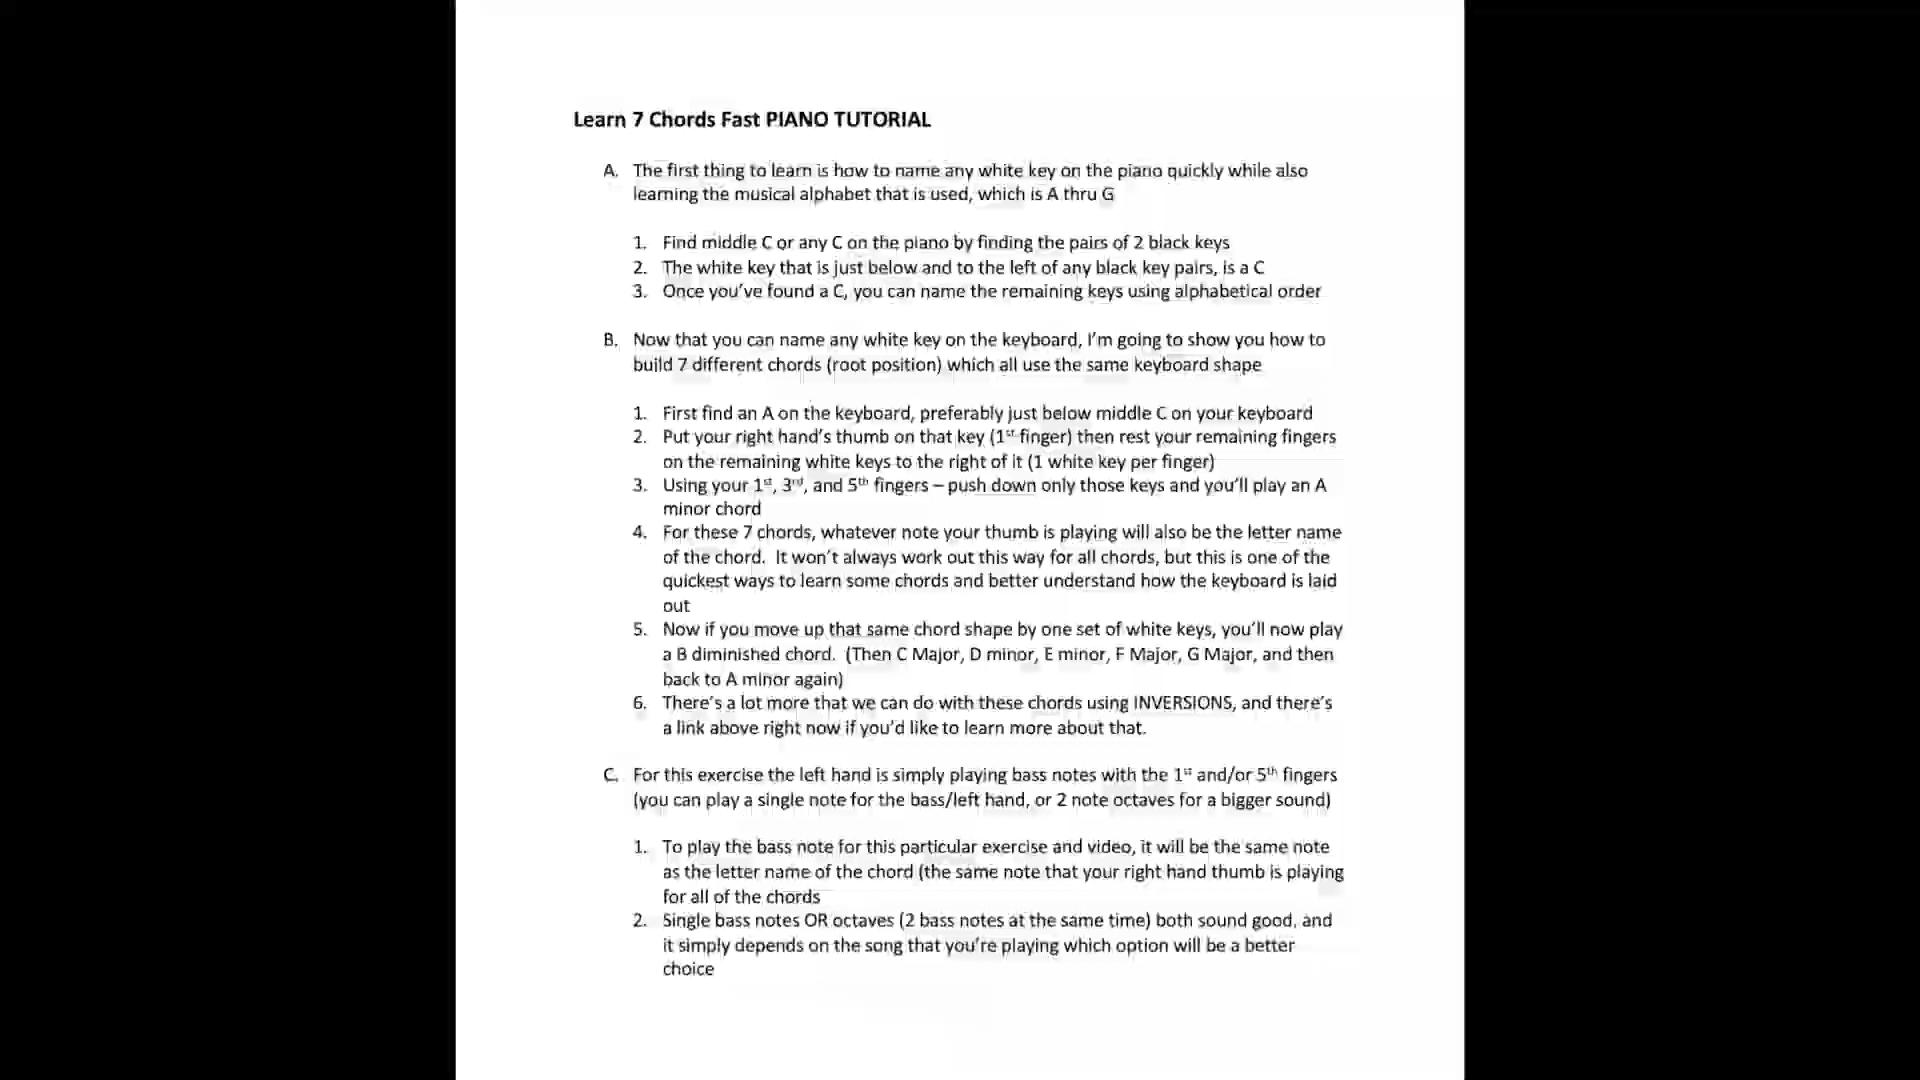 Learn 7 Chords Fast PIANO TUTORIAL
A. The first thing to learn is how to name any white key on the piano quickly while also
learning the musical alphabet that is used, which is A thru G
1. Find middle C or any C on the piano by finding the pairs of 2 black keys
2. The white key that is just below and to the left of any black key pairs, is a C
3. Once you've found a C, you can name the remaining keys using alphabetical order
B. Now that you can name any white key on the keyboard, I'm going to show you how to
build 7 different chords (root position) which all use the same keyboard shape
1. First find an A on the keyboard, preferably just below middle C on your keyboard
2. Put your right hand's thumb on that key (1st finger) then rest your remaining fingers
on the remaining white keys to the right of it (1 white key per finger)
3. Using your 1st, 3rd, and 5th fingers – push down only those keys and you'll play an A
minor chord
4. For these 7 chords, whatever note your thumb is playing will also be the letter name
of the chord. It won't always work out this way for all chords, but this is one of the
quickest ways to learn some chords and better understand how the keyboard is laid
out
5. Now if you move up that same chord shape by one set of white keys, you'll now play
a B diminished chord. (Then C Major, D minor, E minor, F Major, G Major, and then
back to A minor again)
6. There's a lot more that we can do with these chords using INVERSIONS, and there's
a link above right now if you'd like to learn more about that.
C. For this exercise the left hand is simply playing bass notes with the 1st and/or 5th fingers
(you can play a single note for the bass/left hand, or 2 note octaves for a bigger sound)
1. To play the bass note for this particular exercise and video, it will be the same note
as the letter name of the chord (the same note that your right hand thumb is playing
for all of the chords
2. Single bass notes OR octaves (2 bass notes at the same time) both sound good, and
it simply depends on the song that you're playing which option will be a better
choice